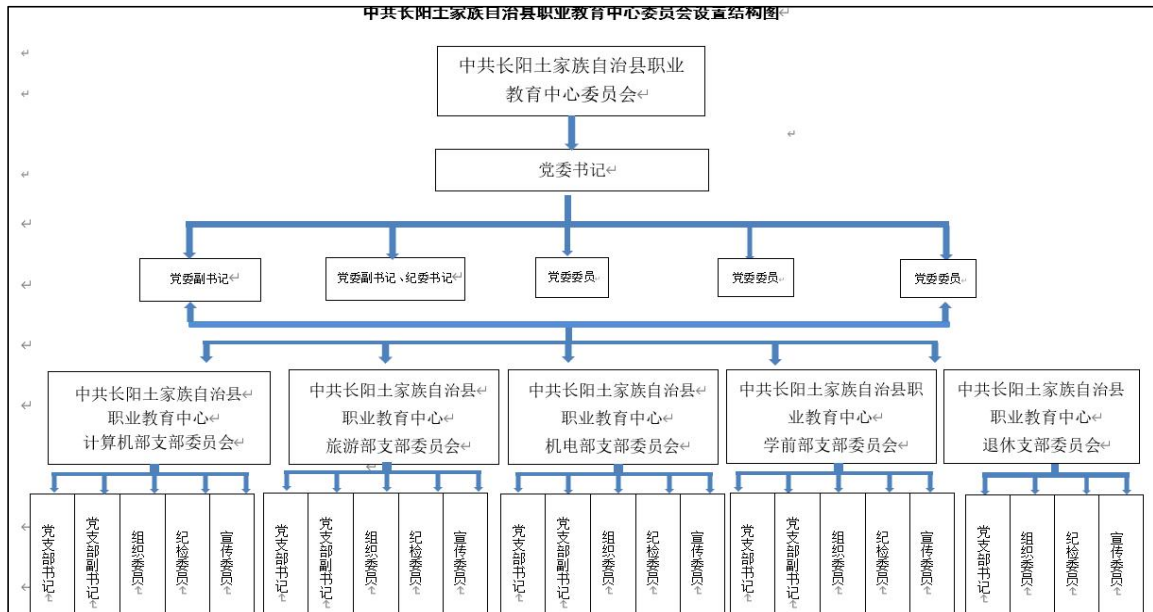 中共长阳土家族自治县职业教育中心委员会设置结构图
中共长阳土家族自治县职业
教育中心委员会
党委书记
党委副书记
党委副书记、纪委书记
党委委员
党委委员
党委委员
中共长阳土家族自治县
职业教育中心
计算机部支部委员会
中共长阳土家族自治县
职业教育中心
旅游部支部委员会
中共长阳土家族自治县
职业教育中心
机电部支部委员会
中共长阳土家族自治县职
业教育中心
学前部支部委员会
中共长阳土家族自治县
职业教育中心
退休支部委员会
党支部书记
党支部副书记
组织委员
纪检委员
宣传委员
党支部书记
党支部副书记
组织委员
纪检委员
宣传委员
党支部书记
党支部副书记
组织委员
纪检委员
宣传委员
党支部书记
党支部副书记
组织委员
纪检委员
宣传委员
党支部书记
组织委员
纪检委员
宣传委员